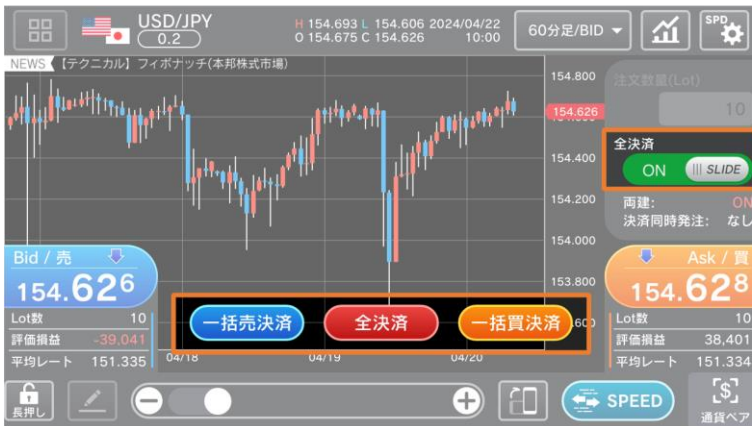 USD/JPY
0.2
H 154.693 L 154.606 2024/04/22
O 154.675 C 154.626 10:00
60分足/BID
SPD
NEWS 【テクニカル】フィボナッチ(本邦株式市場)
154.800
154.626
154.400
154.200
154.000
153.800
注文数量(Lot)
10
全決済
ON
SLIDE
両建: ON
決済同時発注: なし
Bid / 売
154.626
Lot数 10
評価損益 -39,041
平均レート 151.335
一括売決済
全決済
一括買決済
Ask / 買
154.628
Lot数 10
評価損益 38,401
平均レート 151.334
04/18
04/19
04/20
長押し
SPEED
通貨ペア